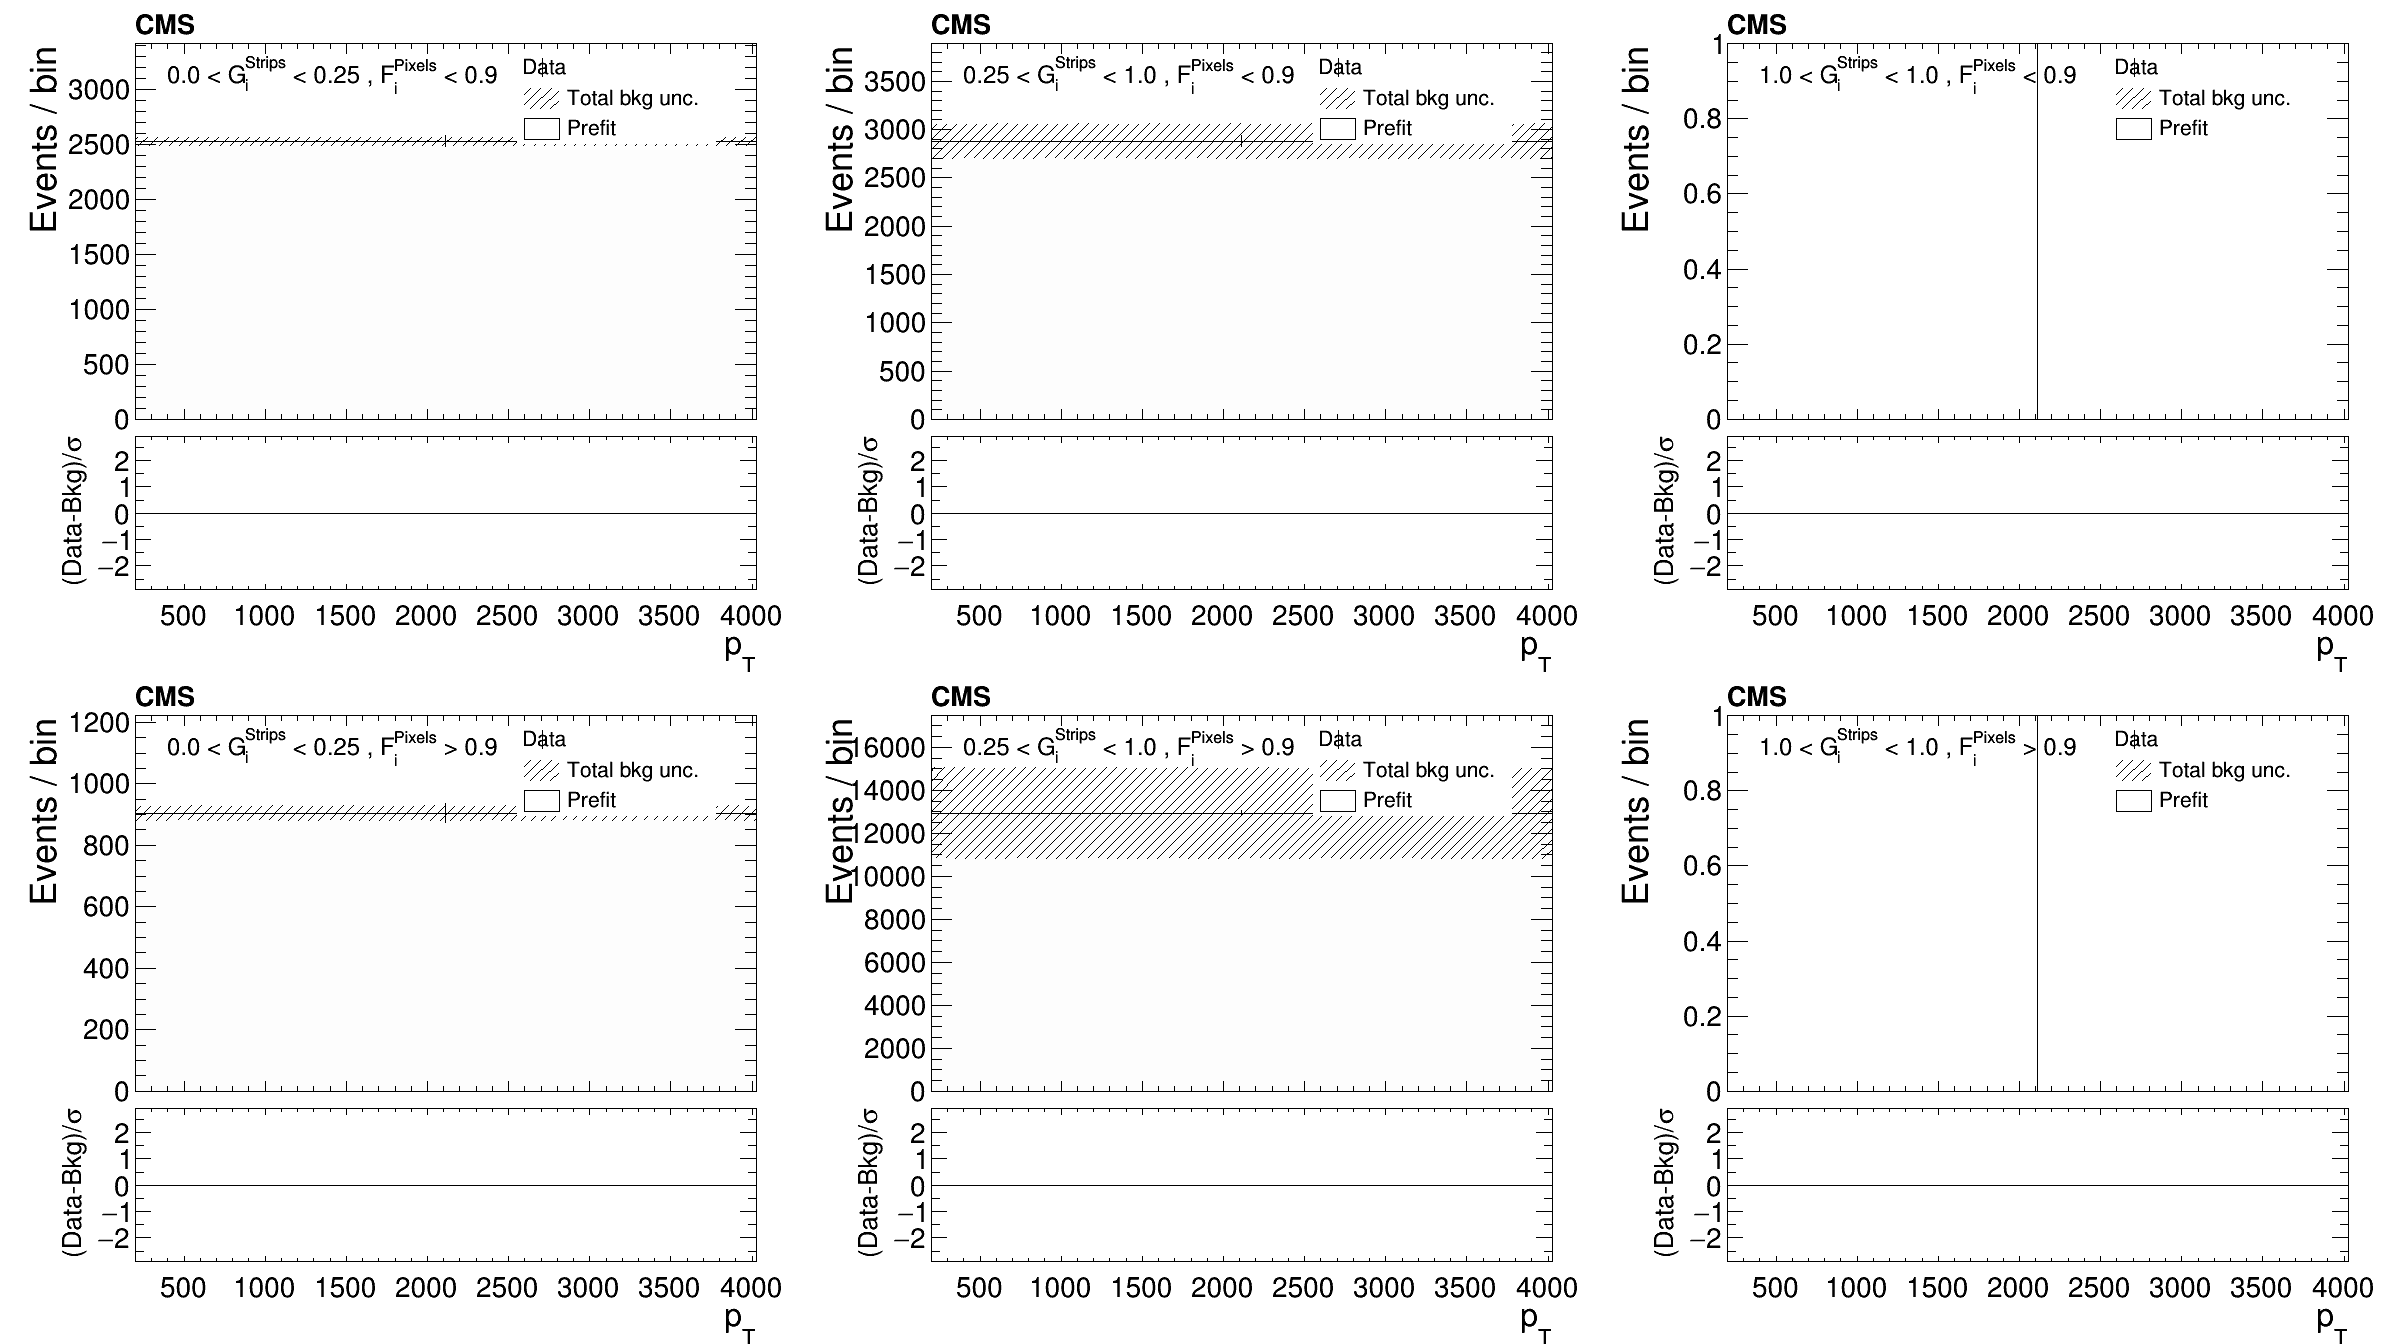 CMS
Events / bin
3000
2500
2000
1500
1000
500
0
0.0 < G_i^Strips < 0.25 , F_i^Pixels < 0.9
Data
Total bkg unc.
Prefit
(Data-Bkg)/σ
2
1
0
−1
−2
500 1000 1500 2000 2500 3000 3500 4000
p_T
CMS
Events / bin
3500
3000
2500
2000
1500
1000
500
0
0.25 < G_i^Strips < 1.0 , F_i^Pixels < 0.9
Data
Total bkg unc.
Prefit
(Data-Bkg)/σ
2
1
0
−1
−2
500 1000 1500 2000 2500 3000 3500 4000
p_T
CMS
Events / bin
1
0.8
0.6
0.4
0.2
0
1.0 < G_i^Strips < 1.0 , F_i^Pixels < 0.9
Data
Total bkg unc.
Prefit
(Data-Bkg)/σ
2
1
0
−1
−2
500 1000 1500 2000 2500 3000 3500 4000
p_T
CMS
Events / bin
1200
1000
800
600
400
200
0
0.0 < G_i^Strips < 0.25 , F_i^Pixels > 0.9
Data
Total bkg unc.
Prefit
(Data-Bkg)/σ
2
1
0
−1
−2
500 1000 1500 2000 2500 3000 3500 4000
p_T
CMS
Events / bin
16000
14000
12000
10000
8000
6000
4000
2000
0
0.25 < G_i^Strips < 1.0 , F_i^Pixels > 0.9
Data
Total bkg unc.
Prefit
(Data-Bkg)/σ
2
1
0
−1
−2
500 1000 1500 2000 2500 3000 3500 4000
p_T
CMS
Events / bin
1
0.8
0.6
0.4
0.2
0
1.0 < G_i^Strips < 1.0 , F_i^Pixels > 0.9
Data
Total bkg unc.
Prefit
(Data-Bkg)/σ
2
1
0
−1
−2
500 1000 1500 2000 2500 3000 3500 4000
p_T